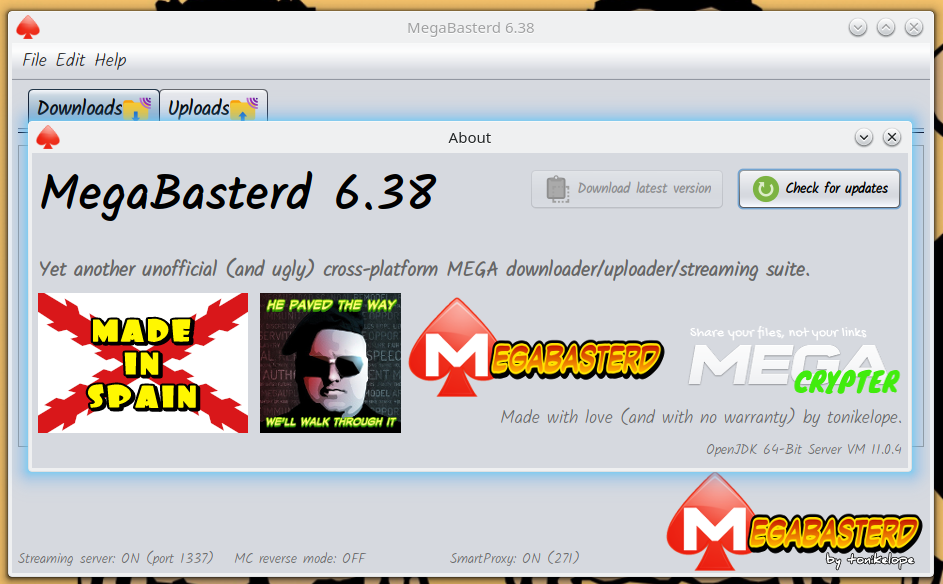 MegaBasterd 6.38
File Edit Help
Downloads Uploads
About
MegaBasterd 6.38
Download latest version
Check for updates
Yet another unofficial (and ugly) cross-platform MEGA downloader/uploader/streaming suite.
MADE
IN
SPAIN
HE PAVED THE WAY
WE'LL WALK THROUGH IT
MEGABASTERD
Share your files, not your links
MEGA
CRYPTER
Made with love (and with no warranty) by tonikelope.
OpenJDK 64-Bit Server VM 11.0.4
MEGABASTERD
by tonikelope
Streaming server: ON (port 1337) MC reverse mode: OFF SmartProxy: ON (271)